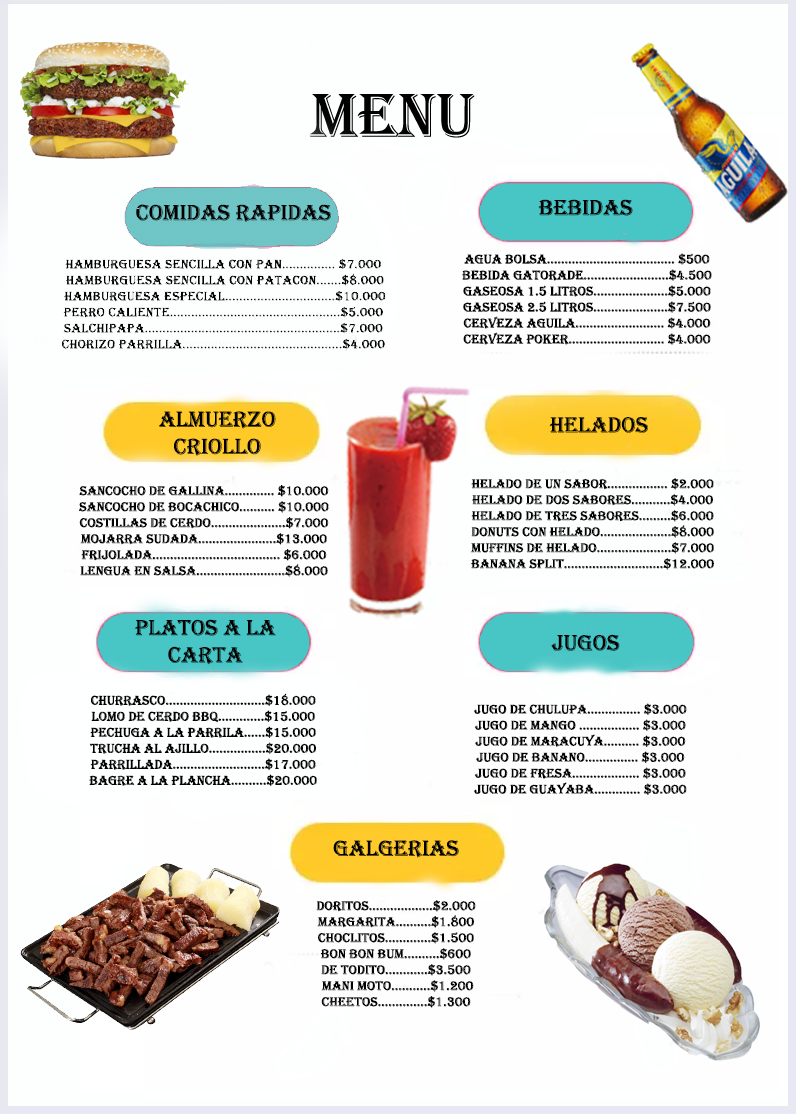 MENU
AGUILA
COMIDAS RAPIDAS
HAMBURGUESA SENCILLA CON PAN............... $7.000
HAMBURGUESA SENCILLA CON PATACON.......$8.000
HAMBURGUESA ESPECIAL...............................$10.000
PERRO CALIENTE................................................$5.000
SALCHIPAPA.......................................................$7.000
CHORIZO PARRILLA.............................................$4.000
BEBIDAS
AGUA BOLSA.................................... $500
BEBIDA GATORADE........................$4.500
GASEOSA 1.5 LITROS.....................$5.000
GASEOSA 2.5 LITROS.....................$7.500
CERVEZA AGUILA......................... $4.000
CERVEZA POKER........................... $4.000
ALMUERZO
CRIOLLO
SANCOCHO DE GALLINA.............. $10.000
SANCOCHO DE BOCACHICO.......... $10.000
COSTILLAS DE CERDO.....................$7.000
MOJARRA SUDADA......................$13.000
FRIJOLADA.................................... $6.000
LENGUA EN SALSA.........................$8.000
HELADOS
HELADO DE UN SABOR................. $2.000
HELADO DE DOS SABORES...........$4.000
HELADO DE TRES SABORES.........$6.000
DONUTS CON HELADO....................$8.000
MUFFINS DE HELADO.....................$7.000
BANANA SPLIT............................$12.000
PLATOS A LA
CARTA
CHURRASCO............................$18.000
LOMO DE CERDO BBQ.............$15.000
PECHUGA A LA PARRILA......$15.000
TRUCHA AL AJILLO................$20.000
PARRILLADA..........................$17.000
BAGRE A LA PLANCHA..........$20.000
JUGOS
JUGO DE CHULUPA............... $3.000
JUGO DE MANGO ................. $3.000
JUGO DE MARACUYA.......... $3.000
JUGO DE BANANO............... $3.000
JUGO DE FRESA................... $3.000
JUGO DE GUAYABA............. $3.000
GALGERIAS
DORITOS..................$2.000
MARGARITA..........$1.800
CHOCLITOS.............$1.500
BON BON BUM..........$600
DE TODITO............$3.500
MANI MOTO...........$1.200
CHEETOS..............$1.300